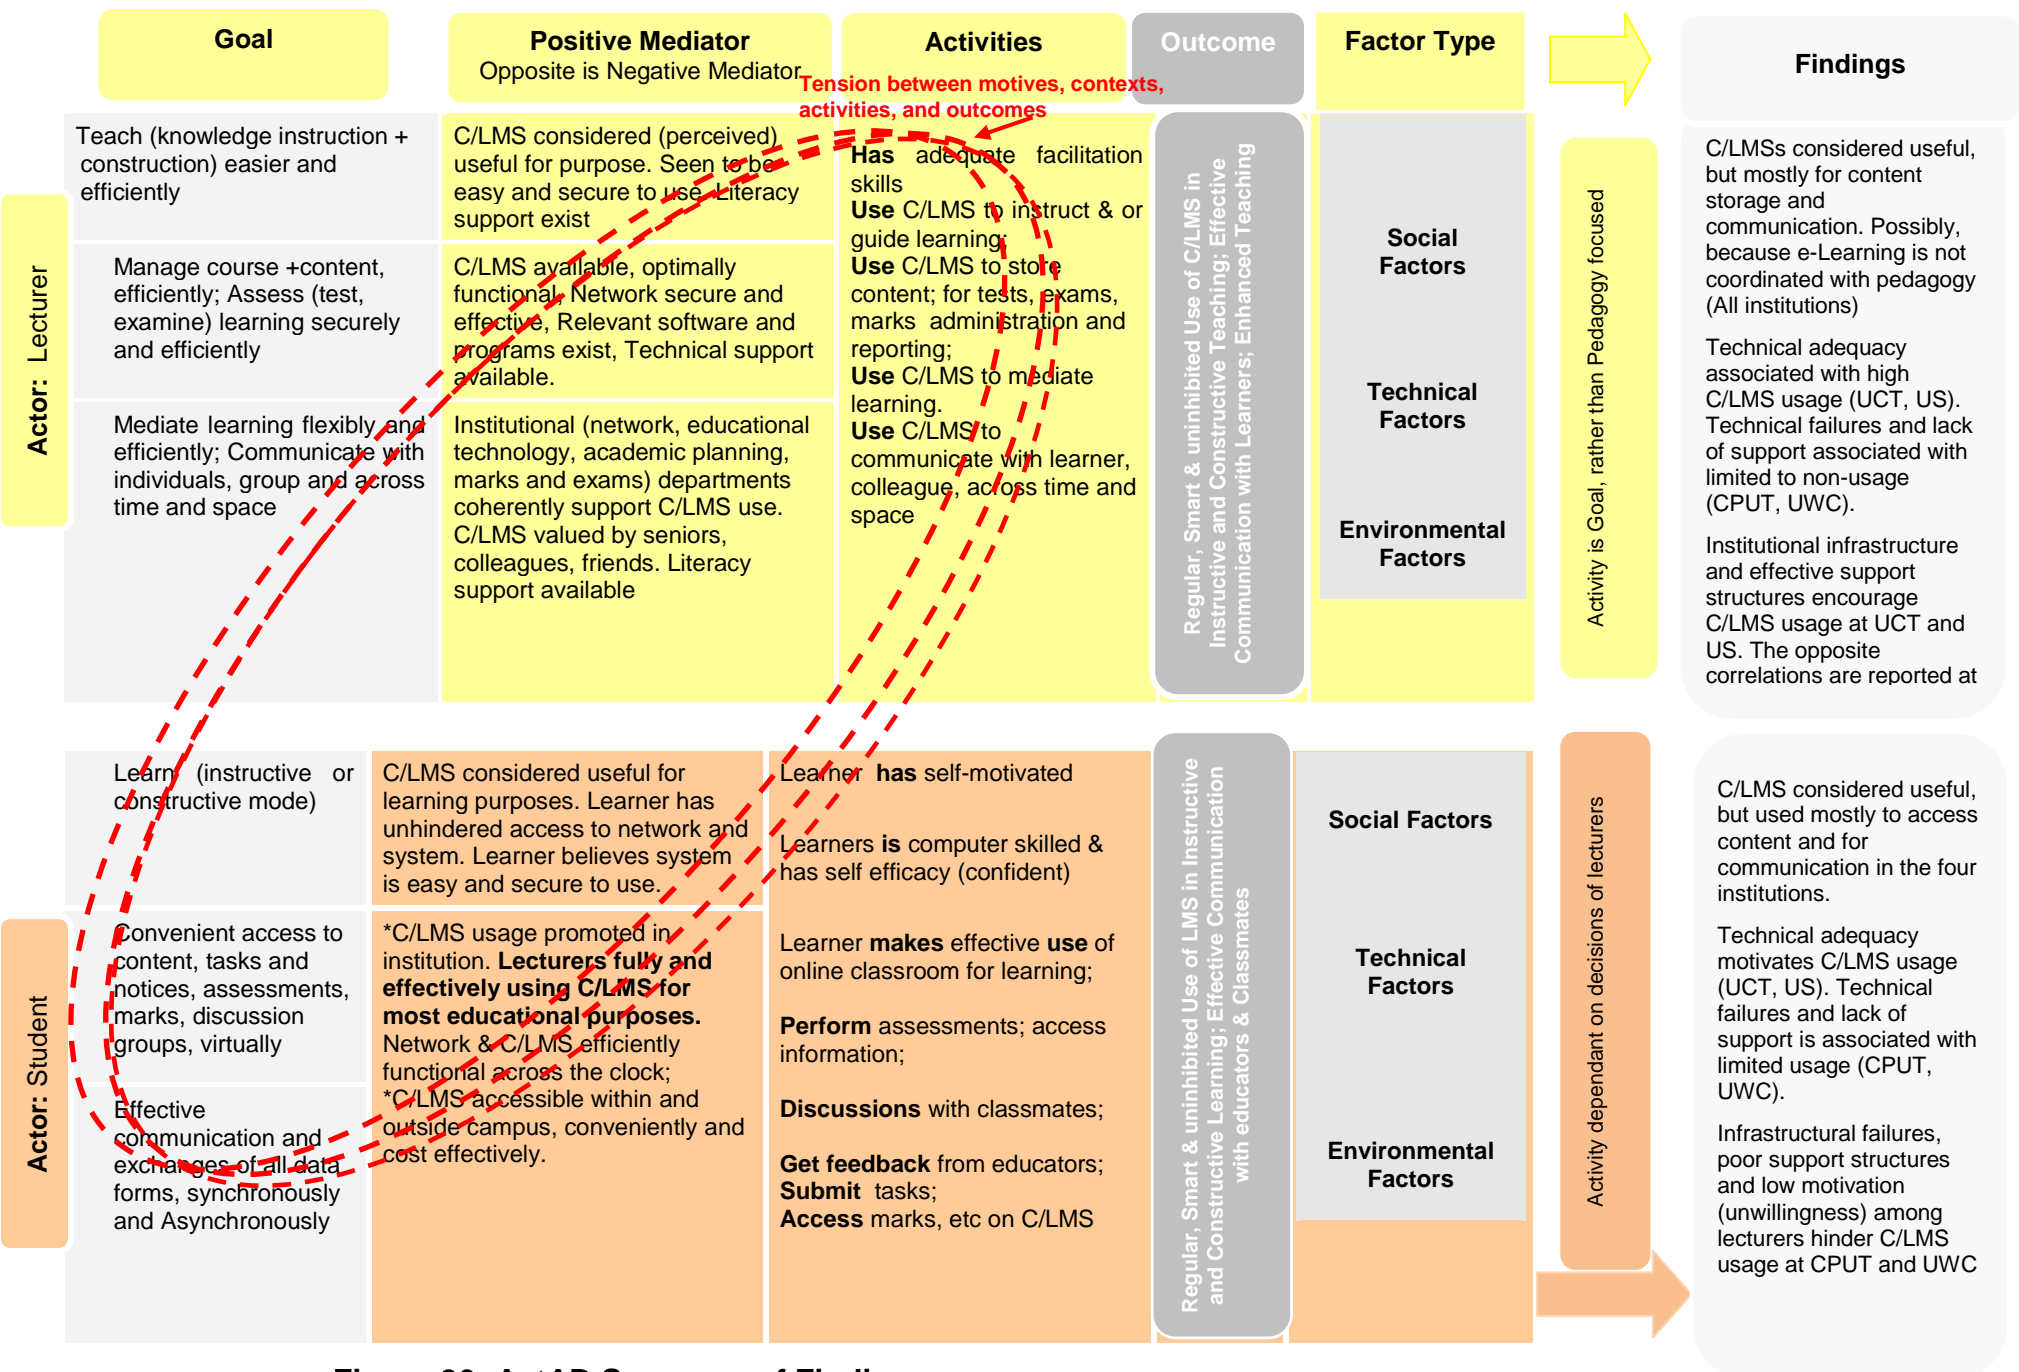 Goal
Positive Mediator
Opposite is Negative Mediator
Activities
Outcome
Factor Type
Findings
Tension between motives, contexts,
activities, and outcomes
Actor: Lecturer
Teach (knowledge instruction +
construction) easier and
efficiently
Manage course +content,
efficiently; Assess (test,
examine) learning securely
and efficiently
Mediate learning flexibly and
efficiently; Communicate with
individuals, group and across
time and space
C/LMS considered (perceived)
useful for purpose. Seen to be
easy and secure to use. Literacy
support exist
C/LMS available, optimally
functional, Network secure and
effective, Relevant software and
programs exist, Technical support
available.
Institutional (network, educational
technology, academic planning,
marks and exams) departments
coherently support C/LMS use.
C/LMS valued by seniors,
colleagues, friends. Literacy
support available
Has adequate facilitation
skills
Use C/LMS to instruct & or
guide learning;
Use C/LMS to store
content; for tests, exams,
marks administration and
reporting;
Use C/LMS to mediate
learning.
Use C/LMS to
communicate with learner,
colleague, across time and
space
Regular, Smart & uninhibited Use of C/LMS in
Instructive and Constructive Teaching; Effective
Communication with Learners; Enhanced Teaching
Social
Factors
Technical
Factors
Environmental
Factors
Activity is Goal, rather than Pedagogy focused
C/LMSs considered useful,
but mostly for content
storage and
communication. Possibly,
because e-Learning is not
coordinated with pedagogy
(All institutions)
Technical adequacy
associated with high
C/LMS usage (UCT, US).
Technical failures and lack
of support associated with
limited to non-usage
(CPUT, UWC).
Institutional infrastructure
and effective support
structures encourage
C/LMS usage at UCT and
US. The opposite
correlations are reported at
Actor: Student
Learn (instructive or
constructive mode)
Convenient access to
content, tasks and
notices, assessments,
marks, discussion
groups, virtually
Effective
communication and
exchanges of all data
forms, synchronously
and Asynchronously
C/LMS considered useful for
learning purposes. Learner has
unhindered access to network and
system. Learner believes system
is easy and secure to use.
*C/LMS usage promoted in
institution. Lecturers fully and
effectively using C/LMS for
most educational purposes.
Network & C/LMS efficiently
functional across the clock;
*C/LMS accessible within and
outside campus, conveniently and
cost effectively.
Learner has self-motivated
Learners is computer skilled &
has self efficacy (confident)
Learner makes effective use of
online classroom for learning;
Perform assessments; access
information;
Discussions with classmates;
Get feedback from educators;
Submit tasks;
Access marks, etc on C/LMS
Regular, Smart & uninhibited Use of LMS in Instructive
and Constructive Learning; Effective Communication
with educators & Classmates
Social Factors
Technical
Factors
Environmental
Factors
Activity dependant on decisions of lecturers
C/LMS considered useful,
but used mostly to access
content and for
communication in the four
institutions.
Technical adequacy
motivates C/LMS usage
(UCT, US). Technical
failures and lack of
support is associated with
limited usage (CPUT,
UWC).
Infrastructural failures,
poor support structures
and low motivation
(unwillingness) among
lecturers hinder C/LMS
usage at CPUT and UWC